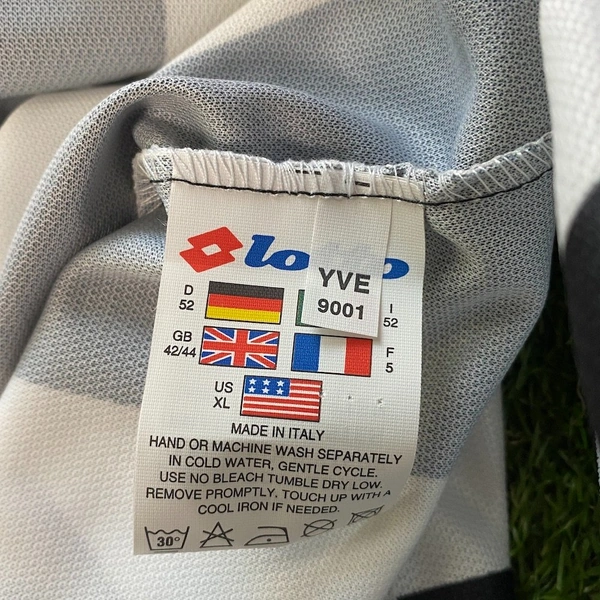 lotto
YVE
9001
D
52
I
52
GB
42/44
F
5
US
XL
MADE IN ITALY
HAND OR MACHINE WASH SEPARATELY
IN COLD WATER, GENTLE CYCLE.
USE NO BLEACH TUMBLE DRY LOW.
REMOVE PROMPTLY. TOUCH UP WITH A
COOL IRON IF NEEDED.
30°